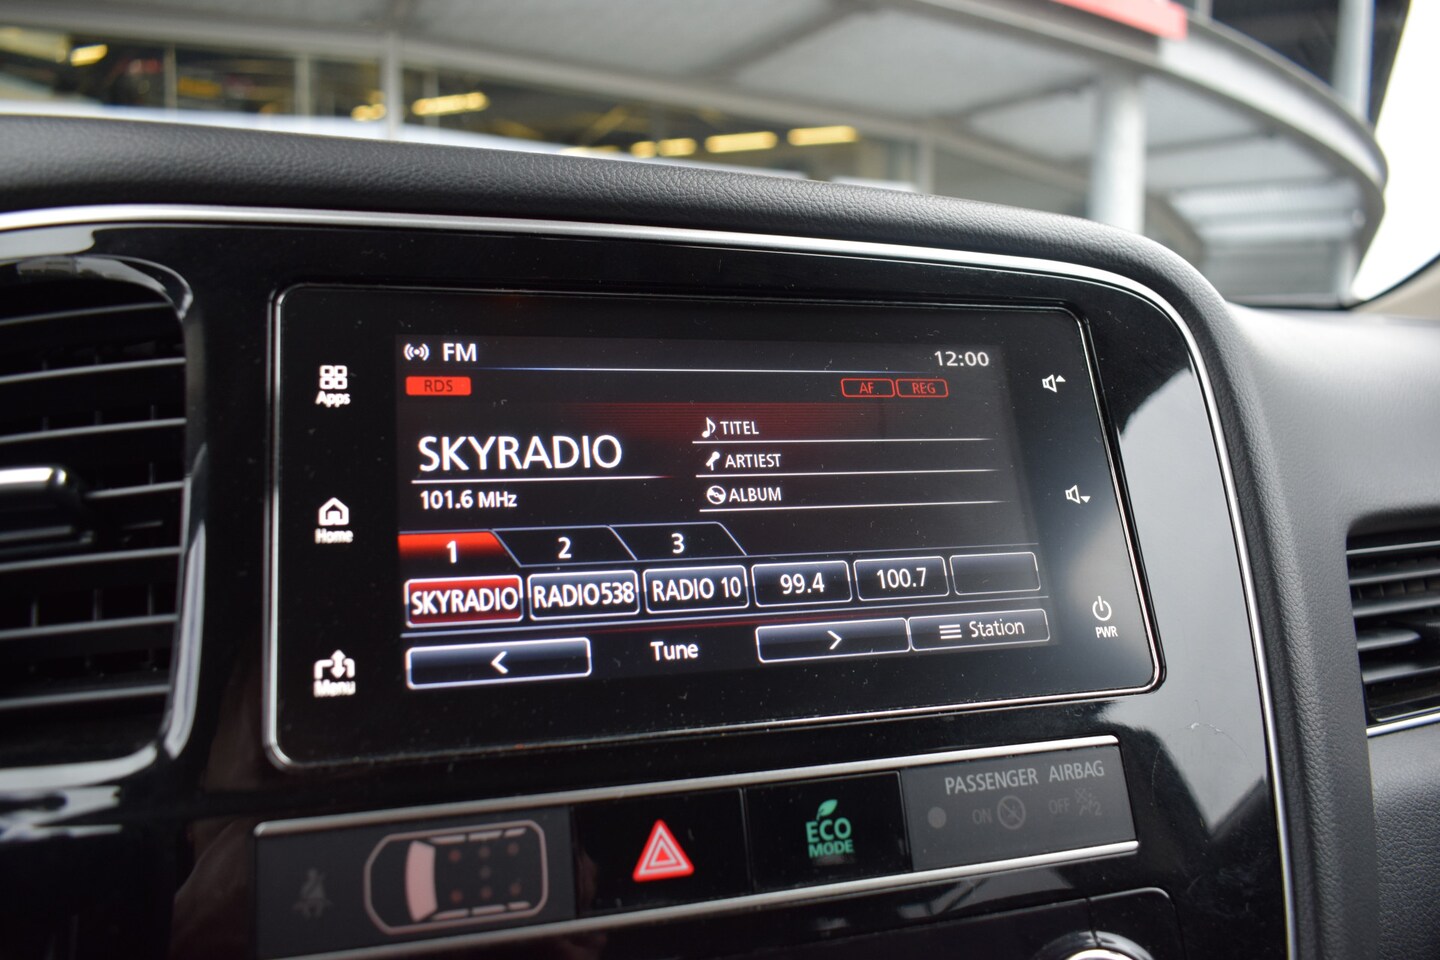 FM
12:00
RDS
AF REG
Apps
SKYRADIO
101.6 MHz
TITEL
ARTIEST
ALBUM
Home
1 2 3
SKYRADIO RADIO538 RADIO 10 99.4 100.7
< Tune > Station
Menu
PWR
PASSENGER AIRBAG
ON OFF
2
ECO
MODE